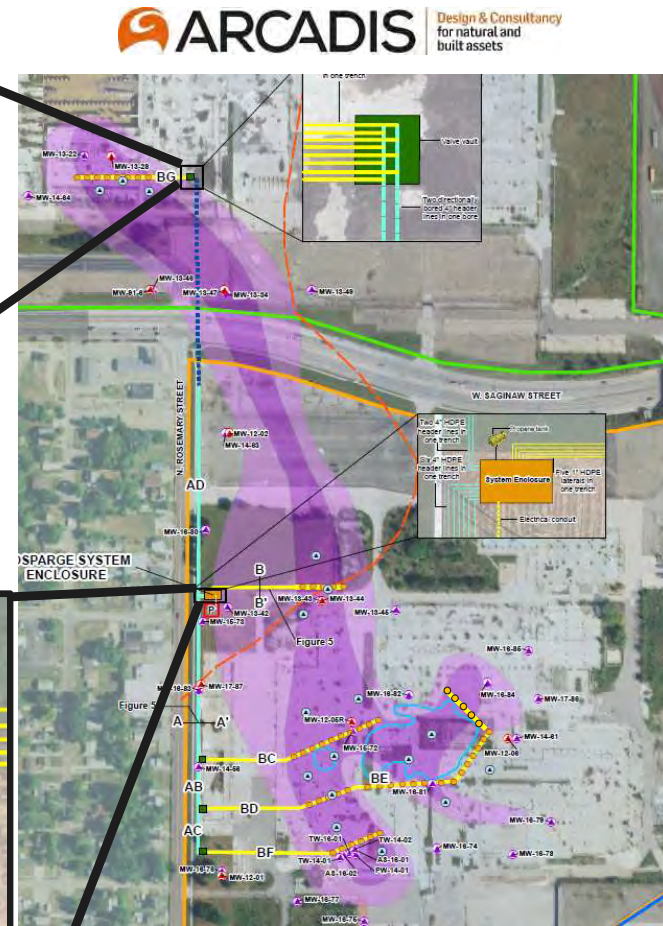 ARCADIS
Design & Consultancy
for natural and
built assets
in one trench
Valve vault
Two directionally
bored 4" header
lines in one bore
MW-13-22
MW-13-28
BG
MW-14-84
MW-13-46
MW-91-6
MW-13-47
MW-13-34
MW-13-49
W. SAGINAW STREET
N. ROSEMARY STREET
Two 4" HDPE
header lines in
one trench
Six 4" HDPE
header lines in
one trench
Propane tank
System Enclosure
Five 1" HDPE
laterals in
one trench
Electrical conduit
MW-12-02
MW-14-63
AD
MW-16-80
OSPARGE SYSTEM
ENCLOSURE
B
B'
P
MW-13-42
MW-15-73
MW-13-43
MW-13-44
MW-13-45
Figure 5
MW-16-85
MW-16-83
MW-17-87
MW-16-82
MW-16-84
MW-17-86
Figure 5
A
A'
MW-12-05R
MW-15-72
MW-14-61
MW-12-06
BC
MW-14-56
BE
MW-16-81
AB
BD
MW-16-79
AC
TW-16-01
TW-14-02
BF
TW-14-01
AS-16-01
AS-16-02
PW-14-01
MW-16-74
MW-16-78
MW-12-01
MW-16-77